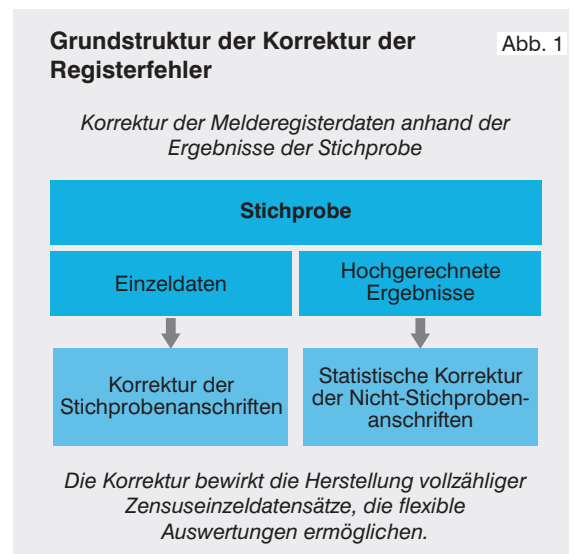 Grundstruktur der Korrektur der
Registerfehler
Abb. 1
Korrektur der Melderegisterdaten anhand der
Ergebnisse der Stichprobe
Stichprobe
Einzeldaten
Hochgerechnete
Ergebnisse
Korrektur der
Stichprobenanschriften
Statistische Korrektur
der Nicht-Stichproben-
anschriften
Die Korrektur bewirkt die Herstellung vollzähliger
Zensuseinzeldatensätze, die flexible
Auswertungen ermöglichen.